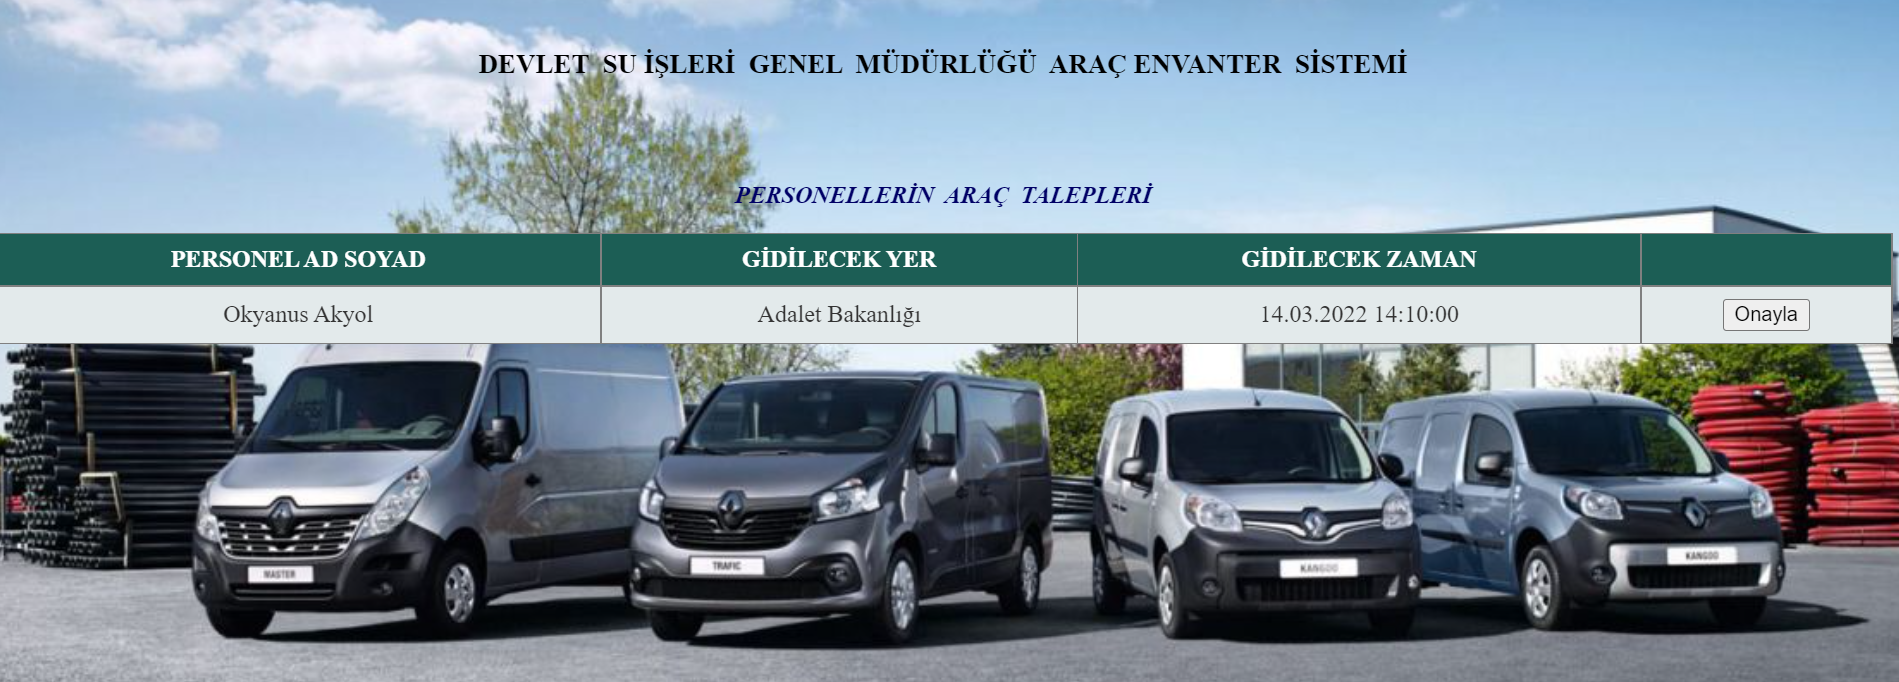 DEVLET SU İŞLERİ GENEL MÜDÜRLÜĞÜ ARAÇ ENVANTER SİSTEMİ
PERSONELLERİN ARAÇ TALEPLERİ
PERSONEL AD SOYAD GİDİLECEK YER GİDİLECEK ZAMAN
Okyanus Akyol Adalet Bakanlığı 14.03.2022 14:10:00 Onayla
MASTER TRAFIC KANGOO KANGOO